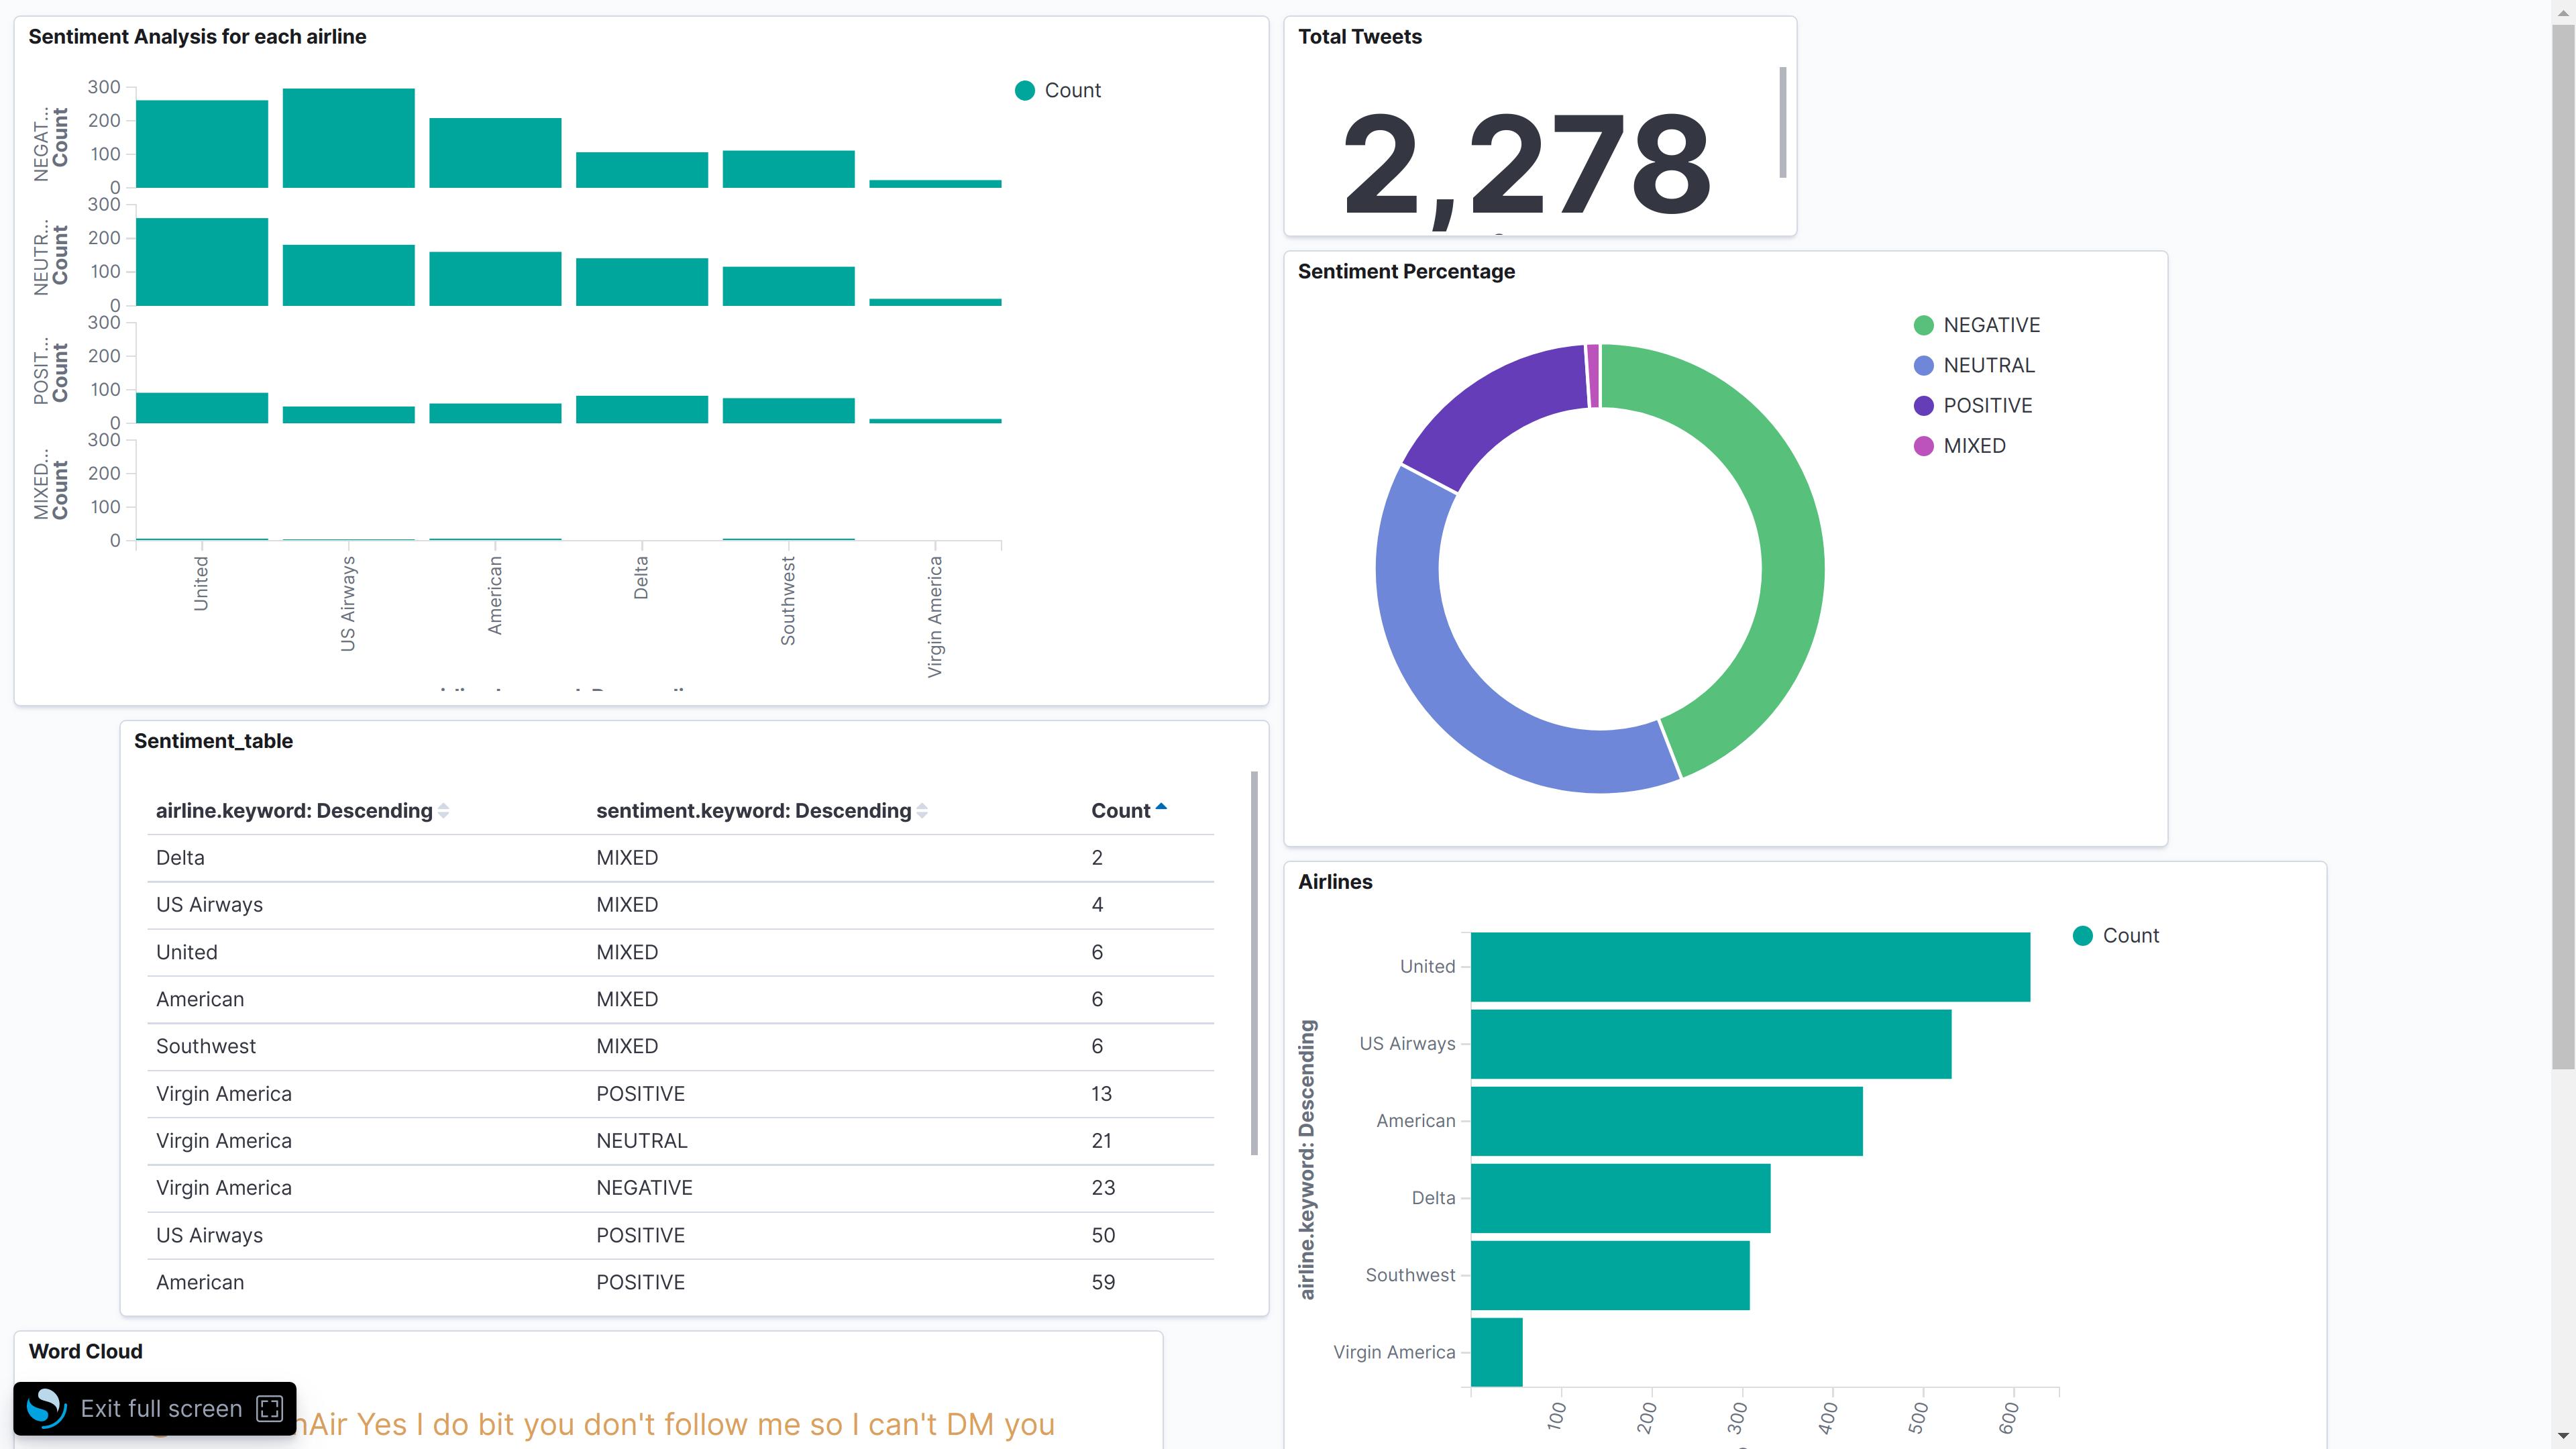 Sentiment Analysis for each airline
Count
NEGAT...
Count
300
200
100
0
NEUTR...
Count
300
200
100
0
POSIT...
Count
300
200
100
0
MIXED...
Count
300
200
100
0
United
US Airways
American
Delta
Southwest
Virgin America
Total Tweets
2,278
Sentiment Percentage
NEGATIVE
NEUTRAL
POSITIVE
MIXED
Sentiment_table
airline.keyword: Descending sentiment.keyword: Descending Count
Delta MIXED 2
US Airways MIXED 4
United MIXED 6
American MIXED 6
Southwest MIXED 6
Virgin America POSITIVE 13
Virgin America NEUTRAL 21
Virgin America NEGATIVE 23
US Airways POSITIVE 50
American POSITIVE 59
Airlines
Count
airline.keyword: Descending
United
US Airways
American
Delta
Southwest
Virgin America
100
200
300
400
500
600
Word Cloud
Exit full screen
nAir Yes I do bit you don't follow me so I can't DM you